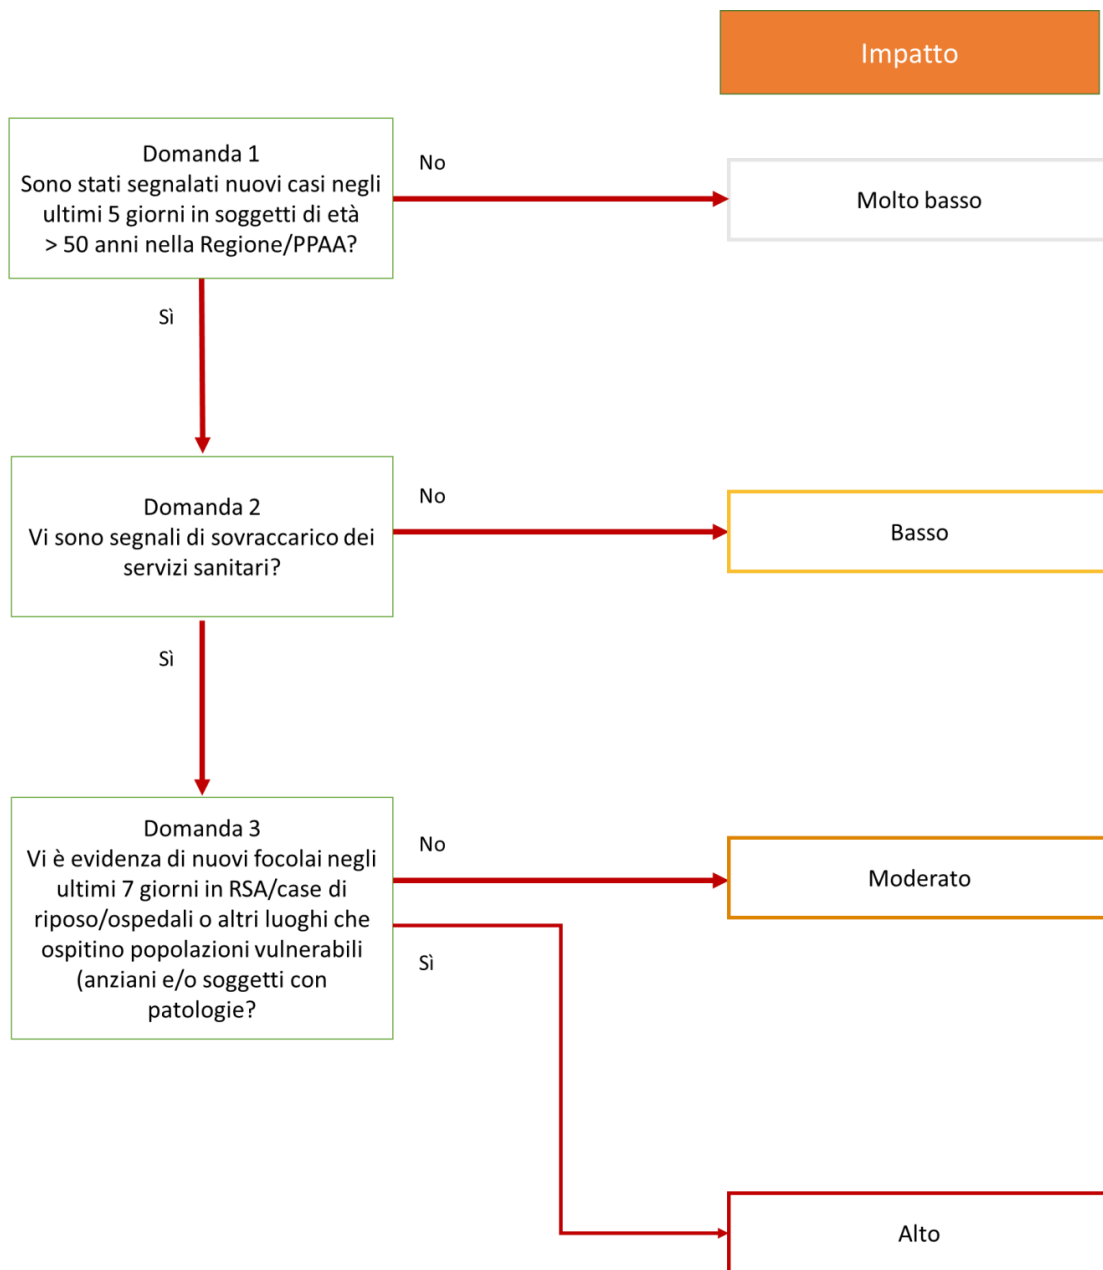 Impatto
Domanda 1
Sono stati segnalati nuovi casi negli
ultimi 5 giorni in soggetti di età
> 50 anni nella Regione/PPAA?
No
Molto basso
Sì
Domanda 2
Vi sono segnali di sovraccarico dei
servizi sanitari?
No
Basso
Sì
Domanda 3
Vi è evidenza di nuovi focolai negli
ultimi 7 giorni in RSA/case di
riposo/ospedali o altri luoghi che
ospitino popolazioni vulnerabili
(anziani e/o soggetti con
patologie?
No
Moderato
Sì
Alto